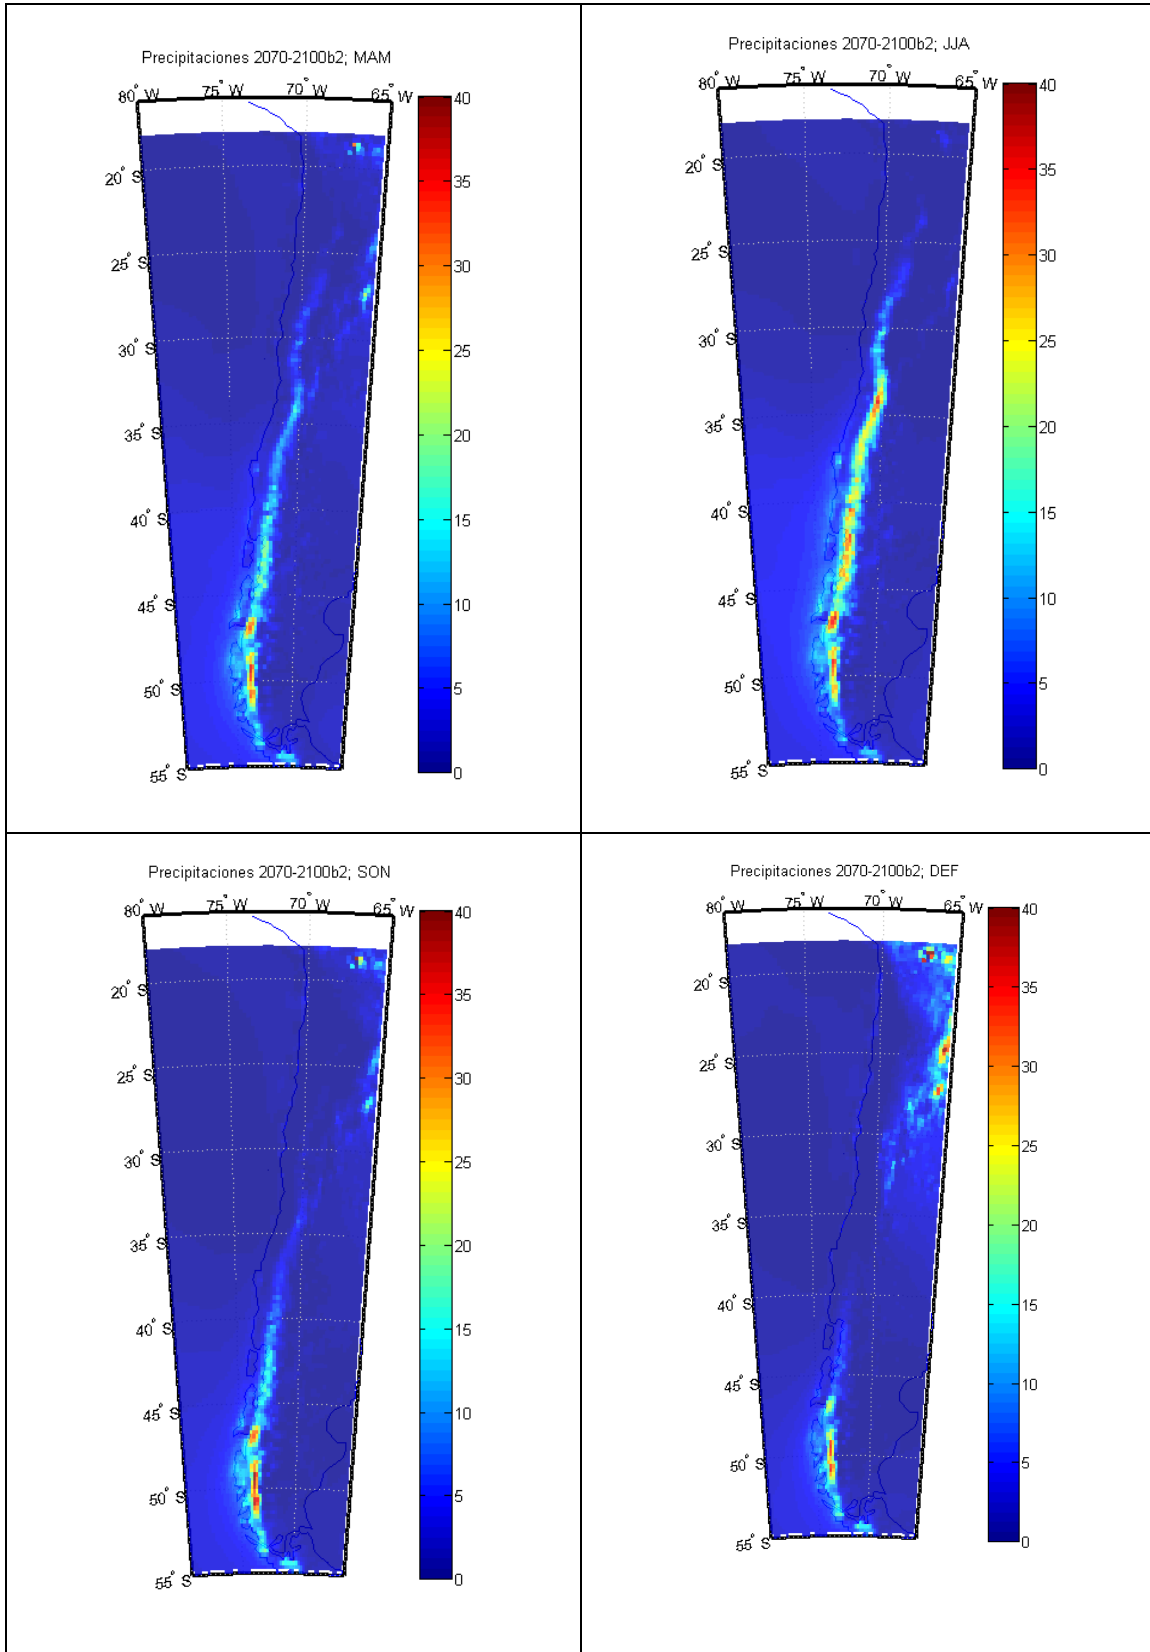 Precipitaciones 2070-2100b2; MAM
80° W 75° W 70° W 65° W
20° S
25° S
30° S
35° S
40° S
45° S
50° S
55° S
40
35
30
25
20
15
10
5
0
Precipitaciones 2070-2100b2; JJA
80° W 75° W 70° W 65° W
20° S
25° S
30° S
35° S
40° S
45° S
50° S
55° S
40
35
30
25
20
15
10
5
0
Precipitaciones 2070-2100b2; SON
80° W 75° W 70° W 65° W
20° S
25° S
30° S
35° S
40° S
45° S
50° S
55° S
40
35
30
25
20
15
10
5
0
Precipitaciones 2070-2100b2; DEF
80° W 75° W 70° W 65° W
20° S
25° S
30° S
35° S
40° S
45° S
50° S
55° S
40
35
30
25
20
15
10
5
0